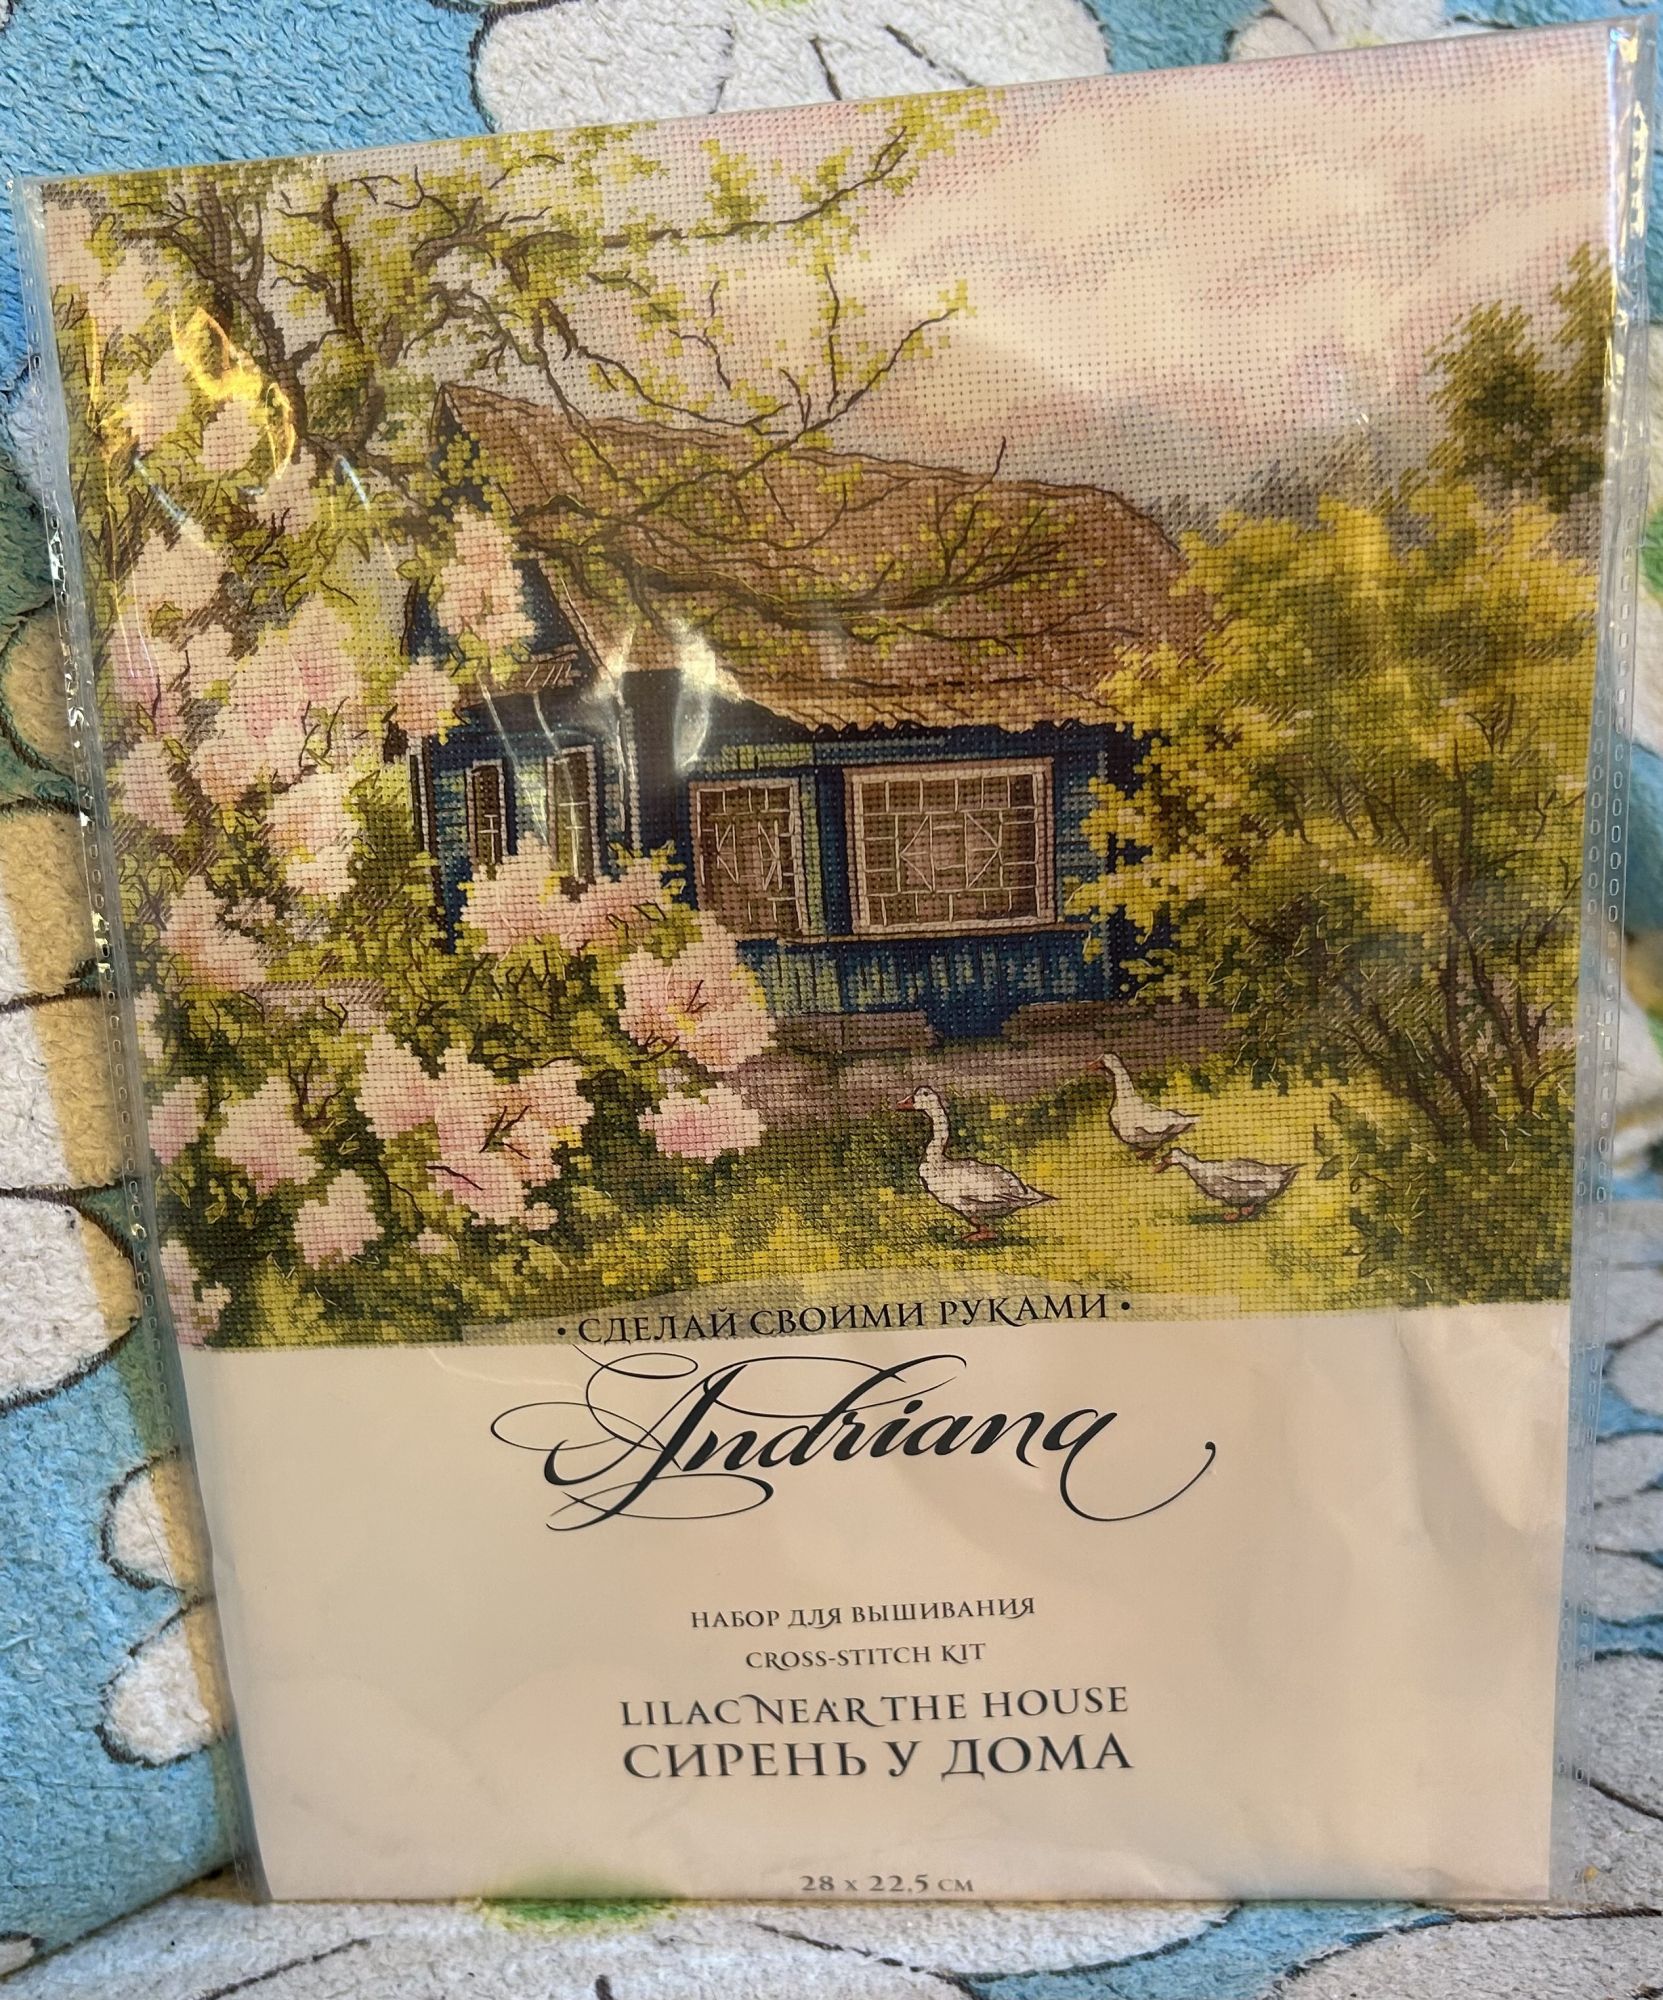 • СДЕЛАЙ СВОИМИ РУКАМИ •
Andriana
НАБОР ДЛЯ ВЫШИВАНИЯ
CROSS-STITCH KIT
LILAC NEAR THE HOUSE
СИРЕНЬ У ДОМА
28 x 22,5 СМ